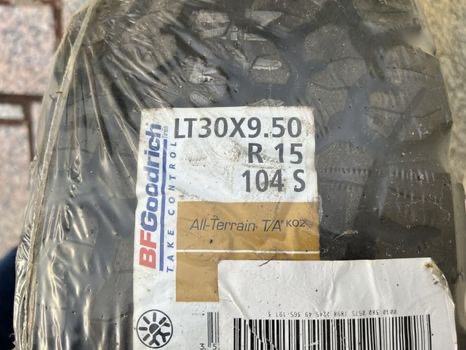 LT30X9.50
R 15
104 S
BFGoodrich
TAKE CONTROL
All-Terrain T/A® KO2